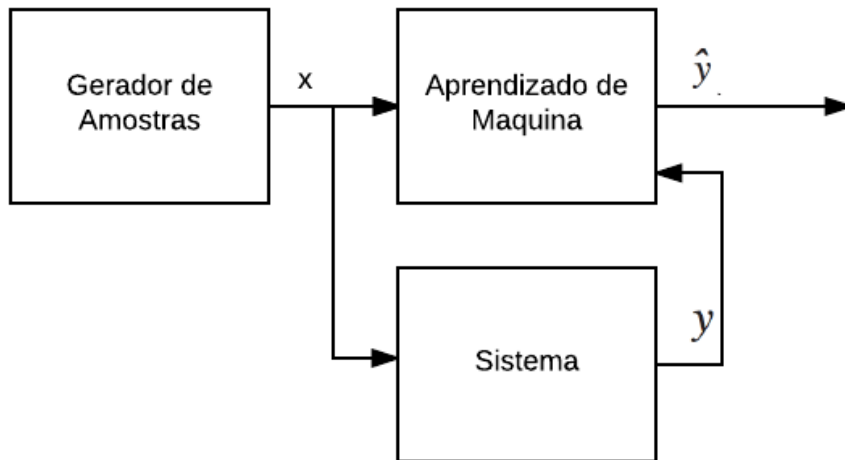 Gerador de
Amostras
x
Aprendizado de
Maquina
ŷ
Sistema
y